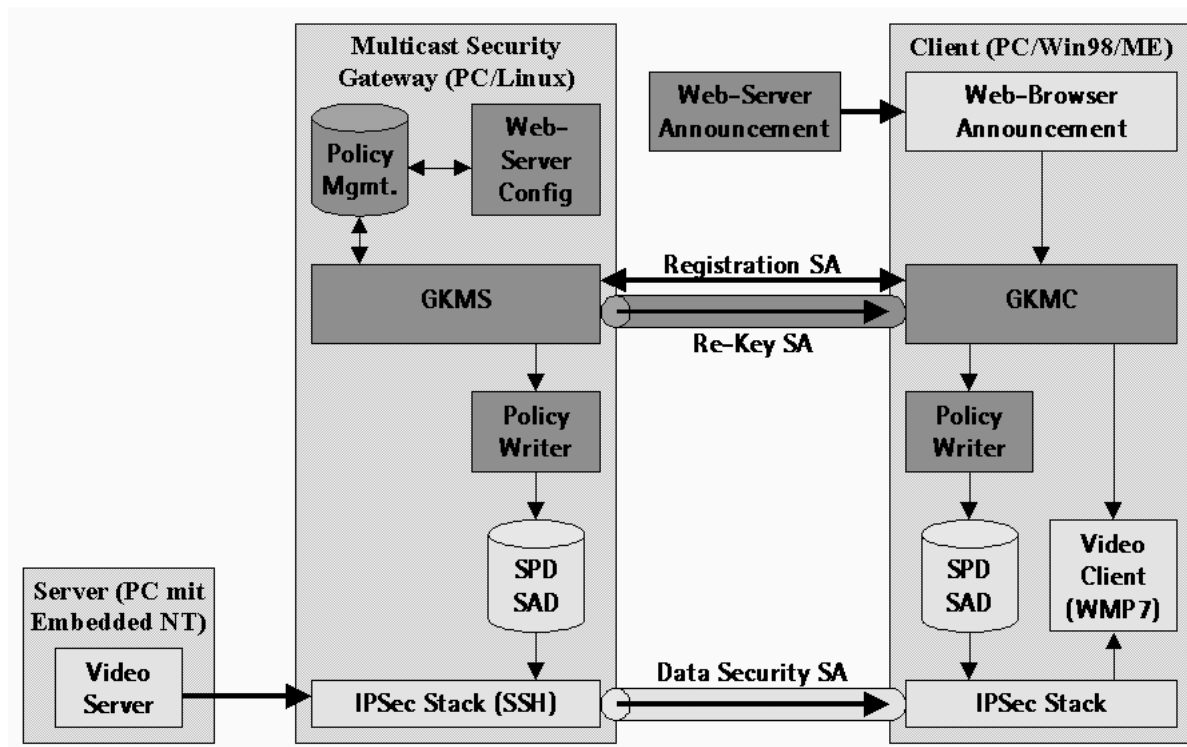 Multicast Security
Gateway (PC/Linux)
Policy
Mgmt.
Web-
Server
Config
GKMS
Policy
Writer
SPD
SAD
IPSec Stack (SSH)
Server (PC mit
Embedded NT)
Video
Server
Web-Server
Announcement
Registration SA
Re-Key SA
Data Security SA
Client (PC/Win98/ME)
Web-Browser
Announcement
GKMC
Policy
Writer
SPD
SAD
Video
Client
(WMP7)
IPSec Stack